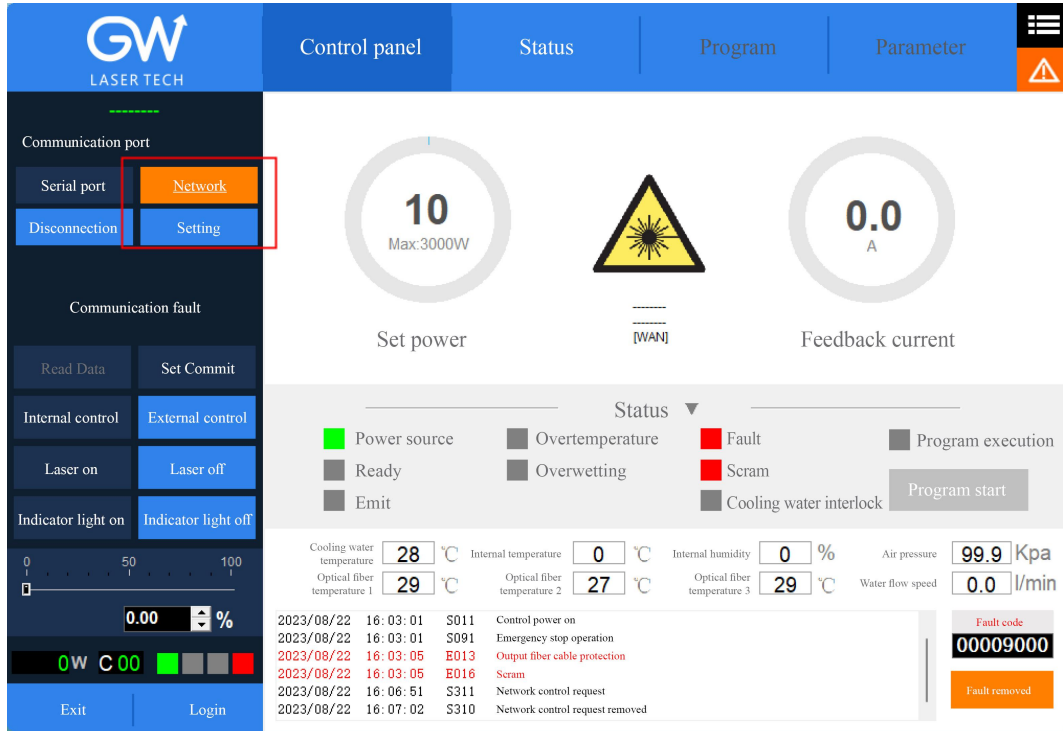 GW
LASER TECH
Control panel
Status
Program
Parameter
--------
Communication port
Serial port
Network
Disconnection
Setting
Communication fault
Read Data
Set Commit
Internal control
External control
Laser on
Laser off
Indicator light on
Indicator light off
0 50 100
0.00 %
0W C 00
Exit
Login
10
Max:3000W
Set power
--------
--------
[WAN]
0.0
A
Feedback current
Status ▼
Power source
Overtemperature
Fault
Program execution
Ready
Overwetting
Scram
Emit
Cooling water interlock
Program start
Cooling water
temperature
28 ℃
Internal temperature 0 ℃
Internal humidity 0 %
Air pressure 99.9 Kpa
Optical fiber
temperature 1
29 ℃
Optical fiber
temperature 2
27 ℃
Optical fiber
temperature 3
29 ℃
Water flow speed 0.0 l/min
2023/08/22 16:03:01 S011 Control power on
2023/08/22 16:03:01 S091 Emergency stop operation
2023/08/22 16:03:05 E013 Output fiber cable protection
2023/08/22 16:03:05 E016 Scram
2023/08/22 16:06:51 S311 Network control request
2023/08/22 16:07:02 S310 Network control request removed
Fault code
00009000
Fault removed